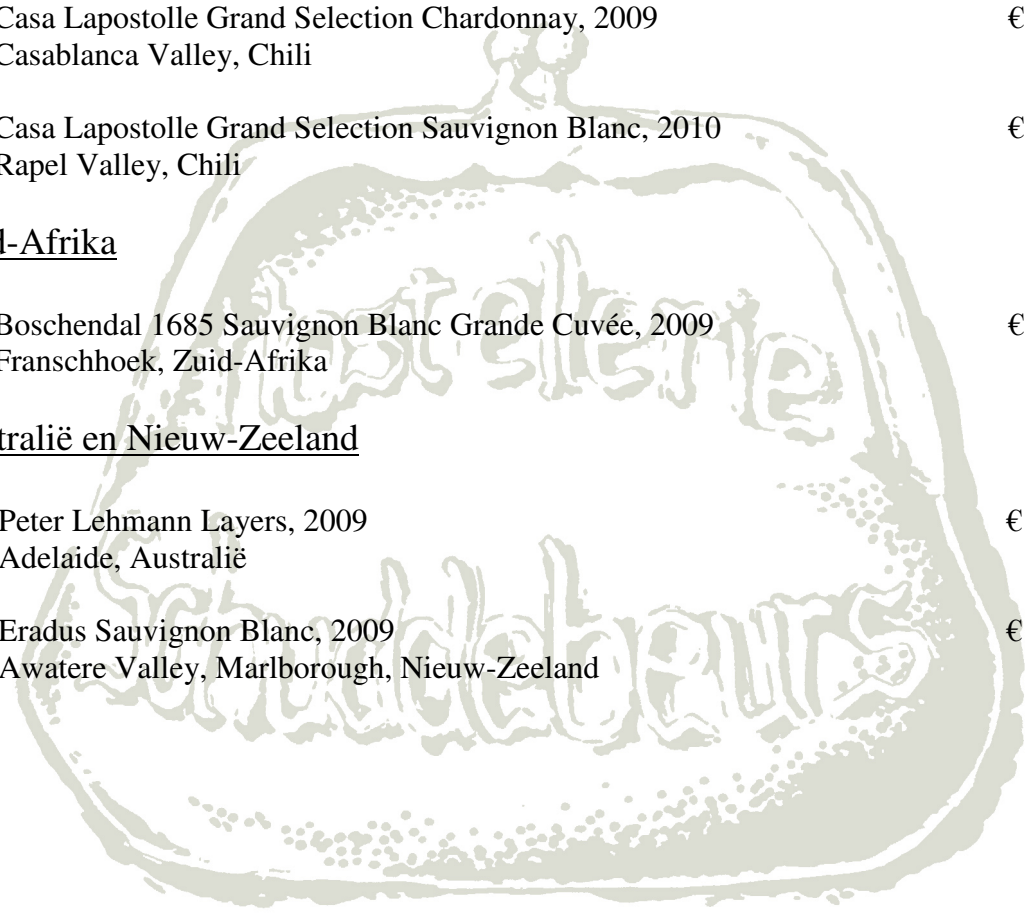 Casa Lapostolle Grand Selection Chardonnay, 2009 €
Casablanca Valley, Chili
Casa Lapostolle Grand Selection Sauvignon Blanc, 2010 €
Rapel Valley, Chili
d-Afrika
Boschendal 1685 Sauvignon Blanc Grande Cuvée, 2009 €
Franschhoek, Zuid-Afrika
tralië en Nieuw-Zeeland
Peter Lehmann Layers, 2009 €
Adelaide, Australië
Eradus Sauvignon Blanc, 2009 €
Awatere Valley, Marlborough, Nieuw-Zeeland
Hostellerie
Schuddebeurs